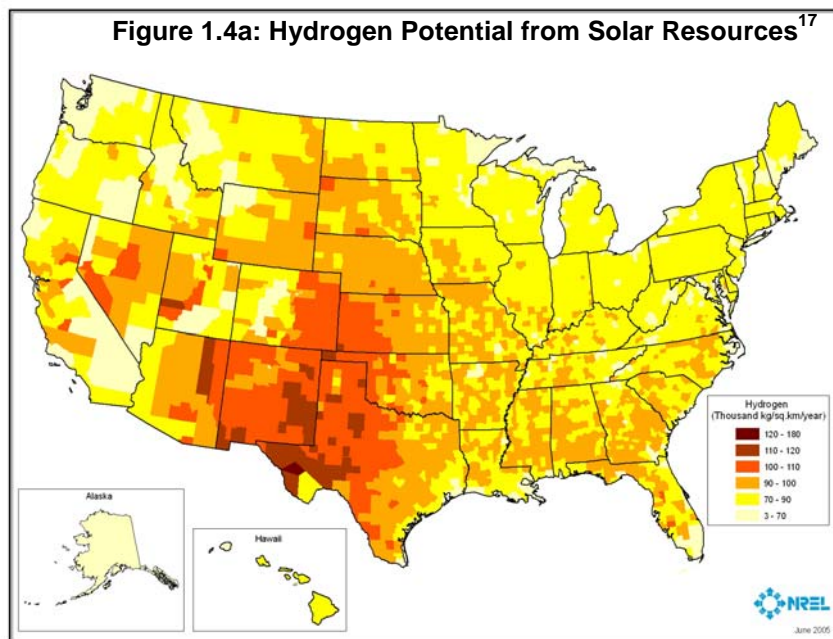 Figure 1.4a: Hydrogen Potential from Solar Resources17
Alaska
Hawaii
Hydrogen
(Thousand kg/sq.km/year)
120 - 180
110 - 120
100 - 110
90 - 100
70 - 90
3 - 70
NREL
June 2005